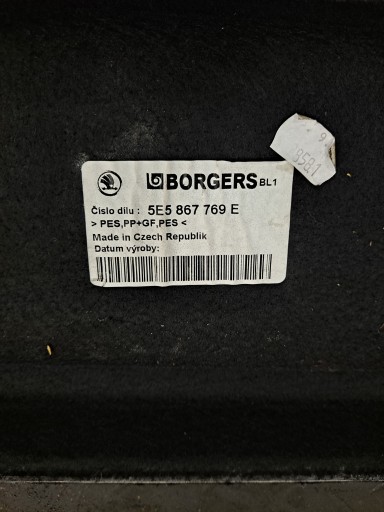 BORGERS BL1
Číslo dílu : 5E5 867 769 E
> PES,PP+GF,PES <
Made in Czech Republik
Datum výroby: